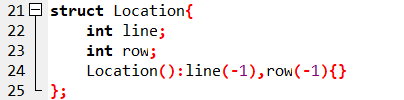 21 struct Location{
22 int line;
23 int row;
24 Location():line(-1),row(-1){}
25 };